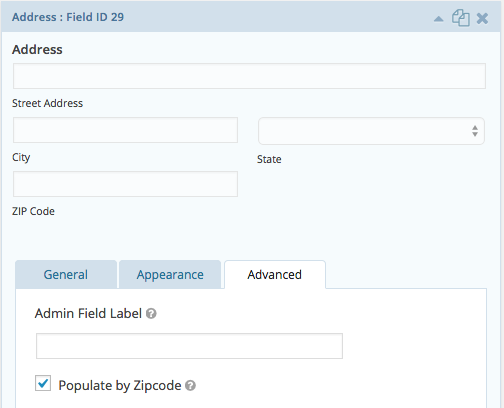 Address : Field ID 29
Address
Street Address
City
State
ZIP Code
General
Appearance
Advanced
Admin Field Label ?
Populate by Zipcode ?